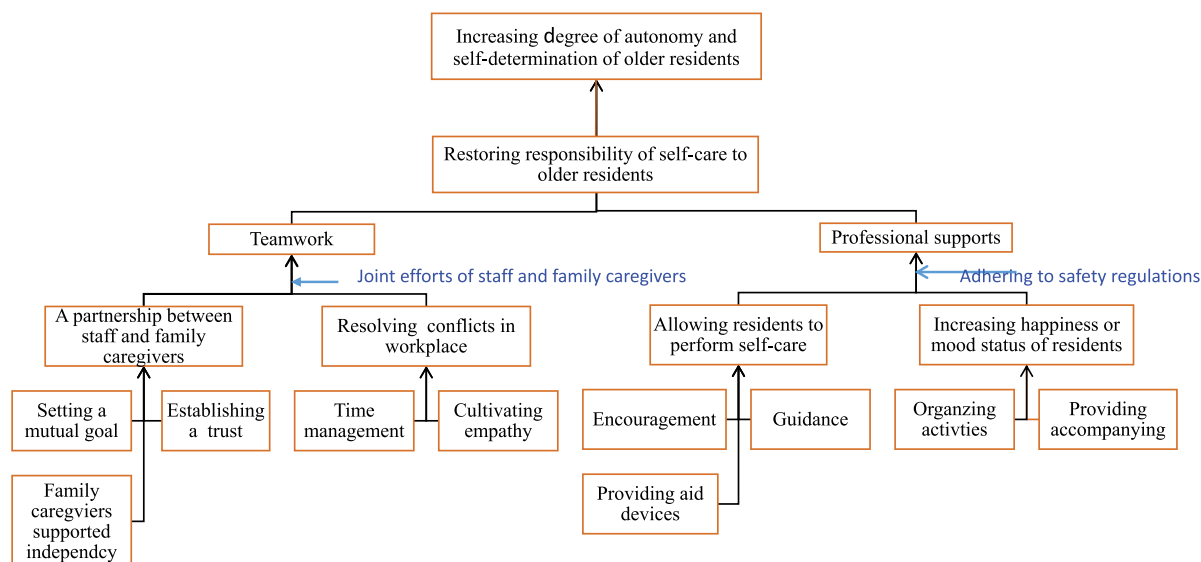 Increasing degree of autonomy and
self-determination of older residents
Restoring responsibility of self-care to
older residents
Teamwork
Professional supports
Joint efforts of staff and family caregivers
Adhering to safety regulations
A partnership between
staff and family
caregivers
Resolving conflicts in
workplace
Allowing residents to
perform self-care
Increasing happiness or
mood status of residents
Setting a
mutual goal
Establishing
a trust
Time
management
Cultivating
empathy
Encouragement
Guidance
Organzing
activties
Providing
accompanying
Family
caregviers
supported
independcy
Providing aid
devices